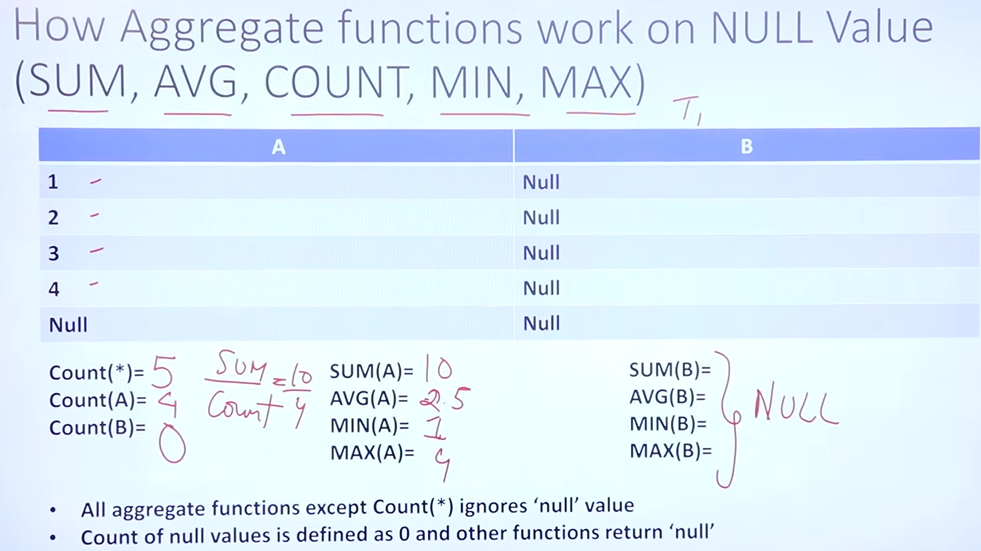 How Aggregate functions work on NULL Value
(SUM, AVG, COUNT, MIN, MAX)
T1
A B
1 Null
2 Null
3 Null
4 Null
Null Null
Count(*)= 5
Count(A)= 4
Count(B)= 0
SUM
Count
= 10
4
SUM(A)= 10
AVG(A)= 2.5
MIN(A)= 1
MAX(A)= 4
SUM(B)=
AVG(B)=
MIN(B)=
MAX(B)=
NULL
• All aggregate functions except Count(*) ignores ‘null’ value
• Count of null values is defined as 0 and other functions return ‘null’